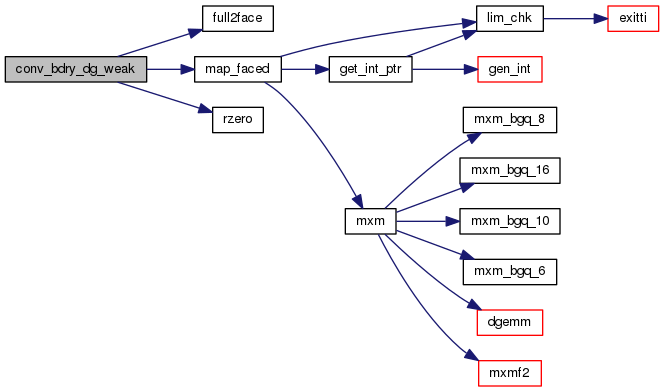 full2face
lim_chk
exitti
conv_bdry_dg_weak
map_faced
get_int_ptr
gen_int
rzero
mxm_bgq_8
mxm_bgq_16
mxm
mxm_bgq_10
mxm_bgq_6
dgemm
mxmf2